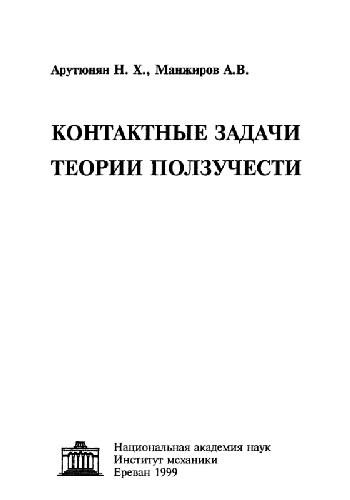 Арутюнян Н. Х., Манжиров А.В.
КОНТАКТНЫЕ ЗАДАЧИ
ТЕОРИИ ПОЛЗУЧЕСТИ
Национальная академия наук
Институт механики
Ереван 1999